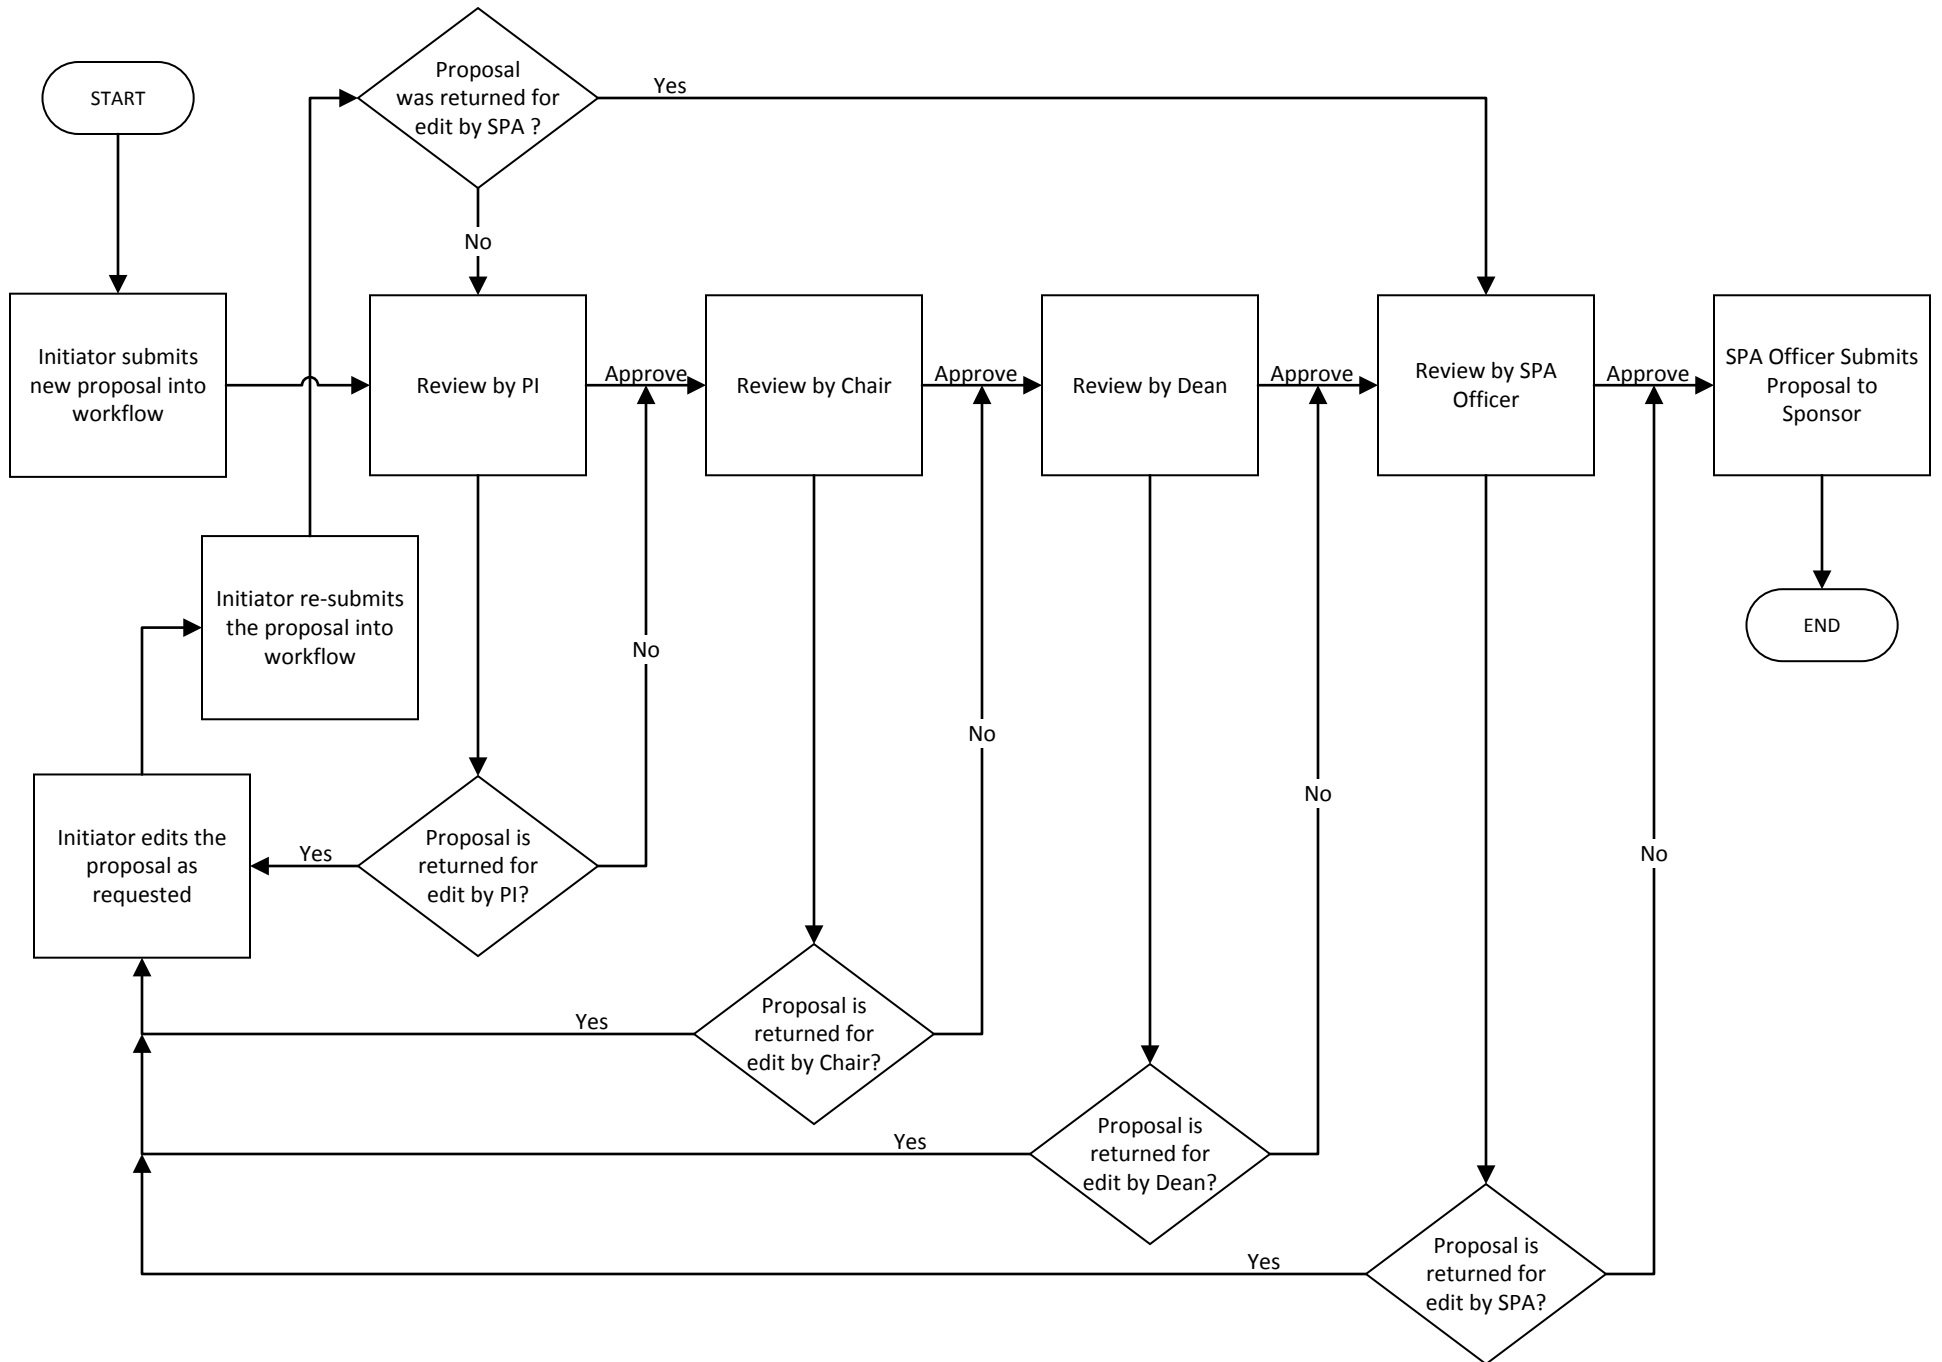 Proposal
was returned for
edit by SPA ?
Yes
START
No
Initiator submits
new proposal into
workflow
Review by PI
Approve
Review by Chair
Approve
Review by Dean
Approve
Review by SPA
Officer
Approve
SPA Officer Submits
Proposal to
Sponsor
Initiator re-submits
the proposal into
workflow
No
END
No
No
Initiator edits the
proposal as
requested
Yes
Proposal is
returned for
edit by PI?
No
Yes
Proposal is
returned for
edit by Chair?
Yes
Proposal is
returned for
edit by Dean?
Yes
Proposal is
returned for
edit by SPA?